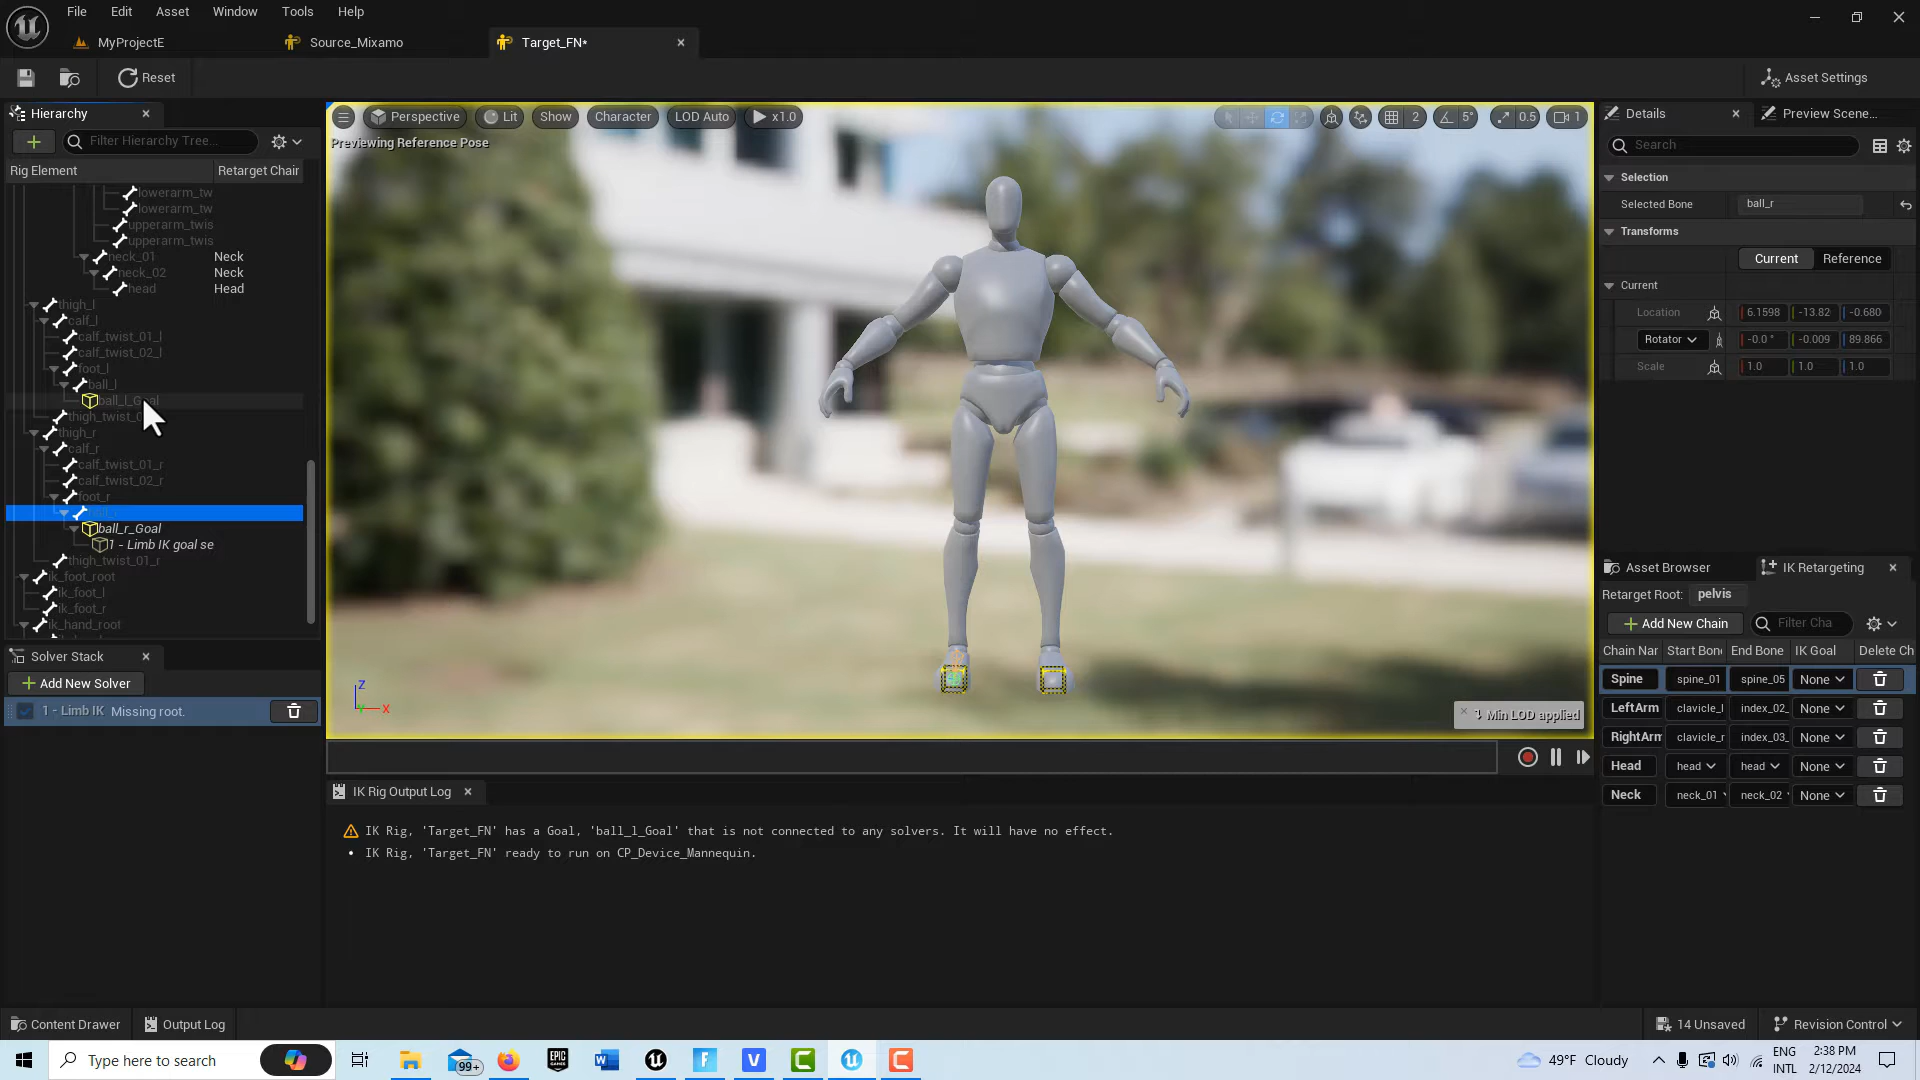 File Edit Asset Window Tools Help
MyProjectE Source_Mixamo Target_FN*
Reset Asset Settings
Hierarchy
Filter Hierarchy Tree...
Rig Element Retarget Chair
lowerarm_tw
lowerarm_tw
upperarm_twis
upperarm_twis
neck_01 Neck
neck_02 Neck
head Head
thigh_l
calf_l
calf_twist_01_l
calf_twist_02_l
foot_l
ball_l
ball_l_Goal
thigh_twist_0
thigh_r
calf_r
calf_twist_01_r
calf_twist_02_r
foot_r
ball_r_Goal
1 - Limb IK goal se
thigh_twist_01_r
ik_foot_root
ik_foot_l
ik_foot_r
ik_hand_root
Solver Stack
Add New Solver
1 - Limb IK Missing root.
Perspective Lit Show Character LOD Auto x1.0 2 5° 0.5 1
Previewing Reference Pose
Z
X
Min LOD applied
IK Rig Output Log
IK Rig, 'Target_FN' has a Goal, 'ball_l_Goal' that is not connected to any solvers. It will have no effect.
• IK Rig, 'Target_FN' ready to run on CP_Device_Mannequin.
Details Preview Scene...
Search
Selection
Selected Bone ball_r
Transforms
Current Reference
Current
Location 6.1598 -13.82 -0.680
Rotator -0.0 ° -0.009 89.866
Scale 1.0 1.0 1.0
Asset Browser IK Retargeting
Retarget Root: pelvis
Add New Chain Filter Cha
Chain Nar Start Bone End Bone IK Goal Delete Ch
Spine spine_01 spine_05 None
LeftArm clavicle_l index_02_ None
RightArm clavicle_r index_03_ None
Head head head None
Neck neck_01 neck_02 None
Content Drawer Output Log 14 Unsaved Revision Control
Type here to search 99+ 49°F Cloudy ENG INTL 2:38 PM 2/12/2024